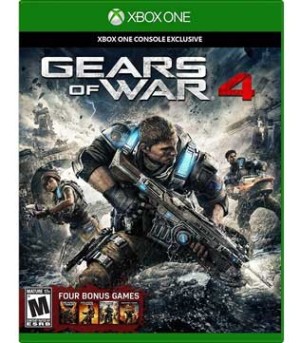 XBOX ONE
XBOX ONE CONSOLE EXCLUSIVE
GEARS
OF WAR 4
MATURE 17+
M
ESRB
FOUR BONUS GAMES